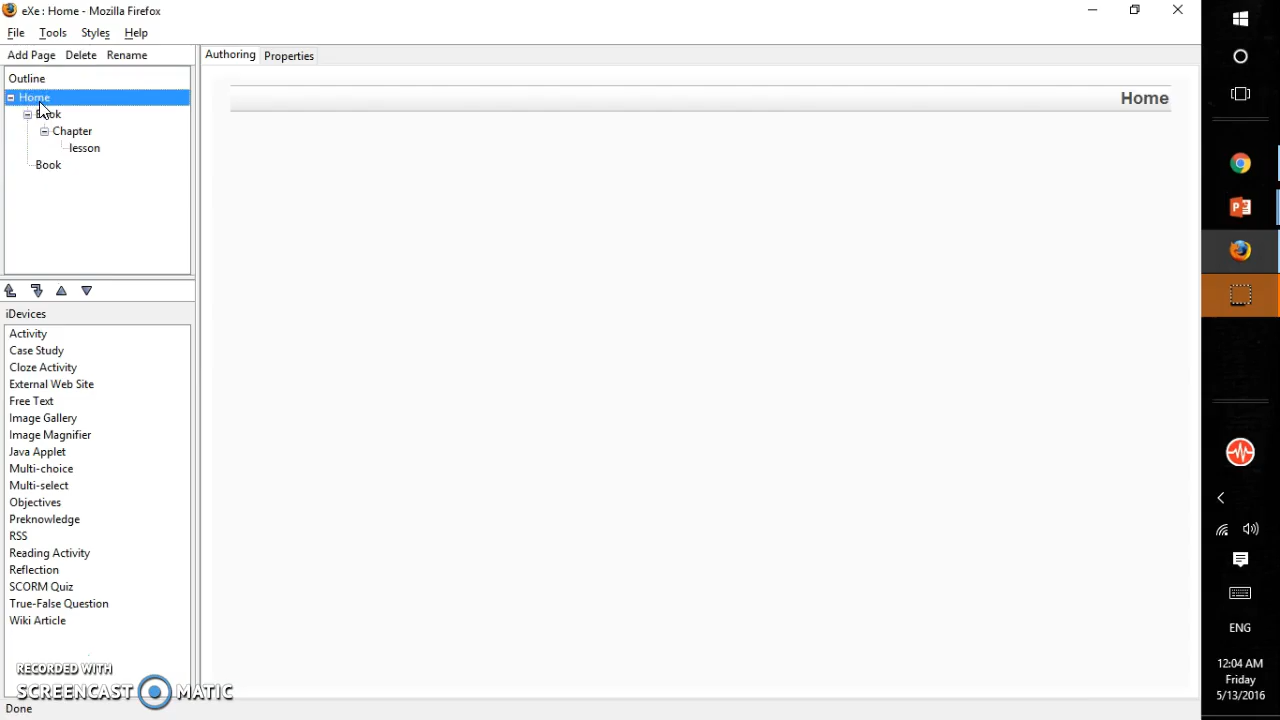 eXe : Home - Mozilla Firefox
File Tools Styles Help
Add Page Delete Rename
Authoring Properties
Outline
Home
Book
Chapter
lesson
Book
Home
iDevices
Activity
Case Study
Cloze Activity
External Web Site
Free Text
Image Gallery
Image Magnifier
Java Applet
Multi-choice
Multi-select
Objectives
Preknowledge
RSS
Reading Activity
Reflection
SCORM Quiz
True-False Question
Wiki Article
RECORDED WITH
SCREENCAST MATIC
Done
ENG
12:04 AM
Friday
5/13/2016